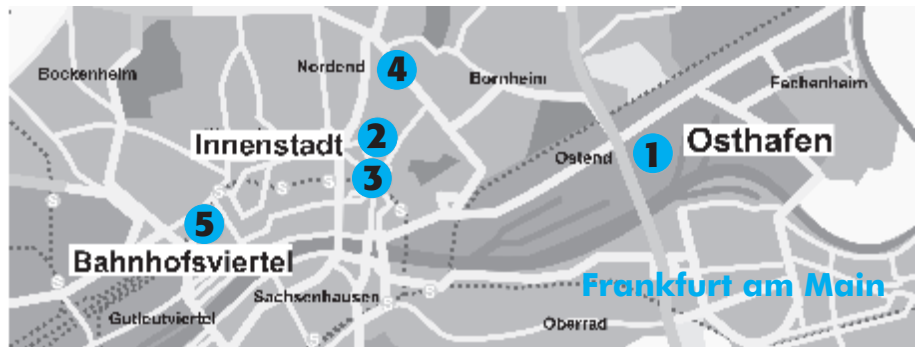 Nordend
4
Bornheim
Bockenheim
Fechenheim
2
Innenstadt
Ostend
1
Osthafen
3
S
S
S
S
S
S
5
Bahnhofsviertel
S
Frankfurt am Main
Sachsenhausen
S
S
Gutleutviertel
S
Oberrad